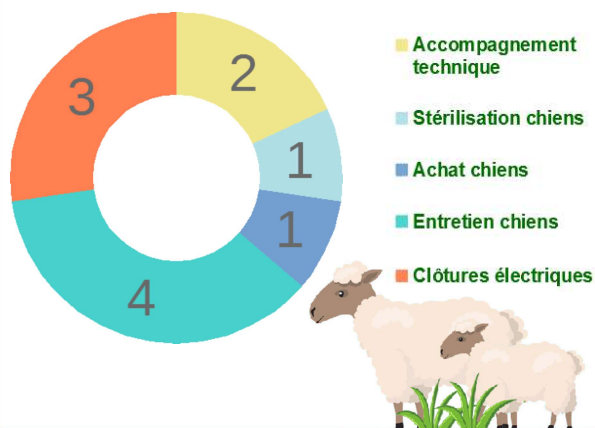 2
3
1
1
4
Accompagnement
technique
Stérilisation chiens
Achat chiens
Entretien chiens
Clôtures électriques